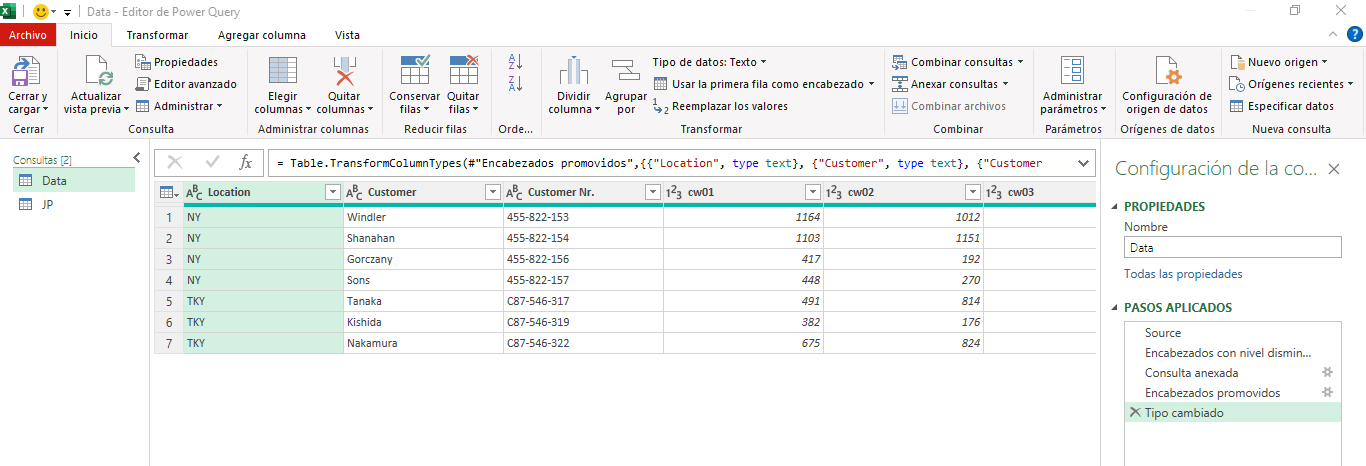 Data - Editor de Power Query
Archivo Inicio Transformar Agregar columna Vista
Cerrar y cargar
Cerrar
Actualizar vista previa
Propiedades
Editor avanzado
Administrar
Consulta
Elegir columnas
Quitar columnas
Administrar columnas
Conservar filas
Quitar filas
Reducir filas
A Z
Z A
Orde...
Dividir columna
Agrupar por
Tipo de datos: Texto
Usar la primera fila como encabezado
1 2 Reemplazar los valores
Transformar
Combinar consultas
Anexar consultas
Combinar archivos
Combinar
Administrar parámetros
Parámetros
Configuración de origen de datos
Orígenes de datos
Nuevo origen
Orígenes recientes
Especificar datos
Nueva consulta
Consultas [2]
Data
JP
fx = Table.TransformColumnTypes(#"Encabezados promovidos",{{"Location", type text}, {"Customer", type text}, {"Customer
ABC Location ABC Customer ABC Customer Nr. 123 cw01 123 cw02 123 cw03
1 NY Windler 455-822-153 1164 1012
2 NY Shanahan 455-822-154 1103 1151
3 NY Gorczany 455-822-156 417 192
4 NY Sons 455-822-157 448 270
5 TKY Tanaka C87-546-317 491 814
6 TKY Kishida C87-546-319 382 176
7 TKY Nakamura C87-546-322 675 824
Configuración de la co...
PROPIEDADES
Nombre
Data
Todas las propiedades
PASOS APLICADOS
Source
Encabezados con nivel dismin...
Consulta anexada
Encabezados promovidos
Tipo cambiado